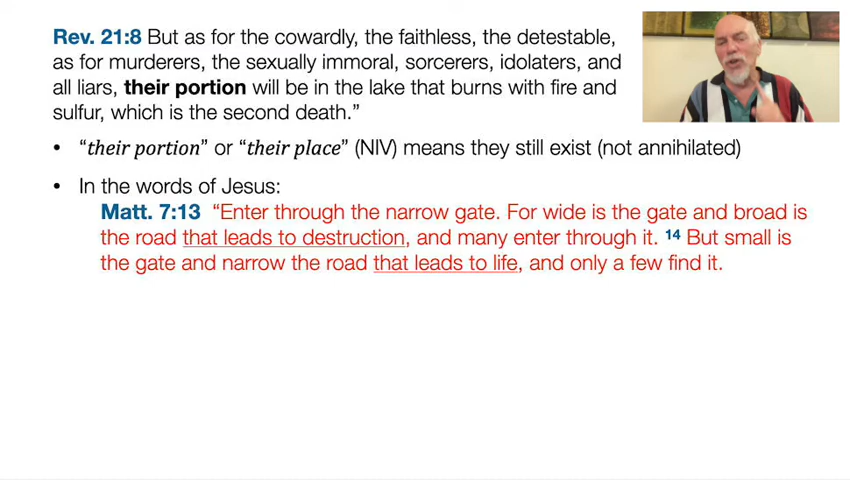 Rev. 21:8 But as for the cowardly, the faithless, the detestable,
as for murderers, the sexually immoral, sorcerers, idolaters, and
all liars, their portion will be in the lake that burns with fire and
sulfur, which is the second death.”
• “their portion” or “their place” (NIV) means they still exist (not annihilated)
• In the words of Jesus:
Matt. 7:13 “Enter through the narrow gate. For wide is the gate and broad is
the road that leads to destruction, and many enter through it. 14 But small is
the gate and narrow the road that leads to life, and only a few find it.